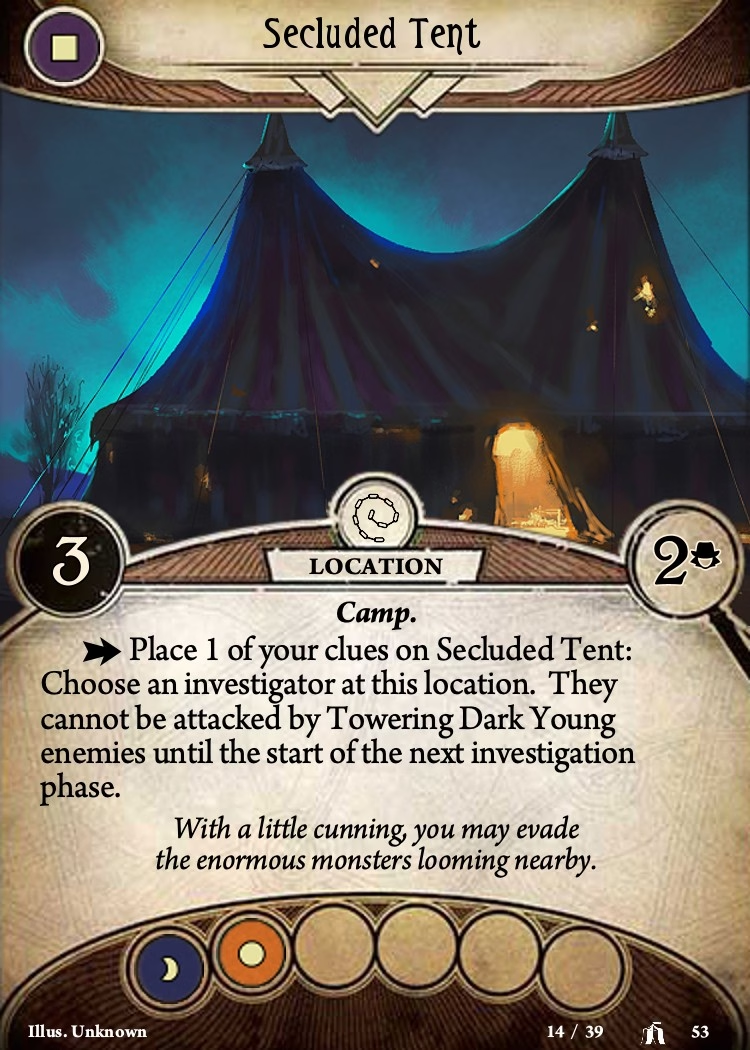 Secluded Tent
3
LOCATION
2
Camp.
Place 1 of your clues on Secluded Tent:
Choose an investigator at this location. They
cannot be attacked by Towering Dark Young
enemies until the start of the next investigation
phase.
With a little cunning, you may evade
the enormous monsters looming nearby.
Illus. Unknown
14 / 39
53